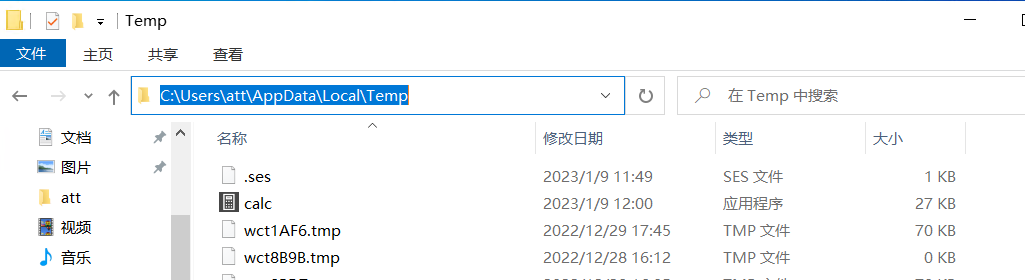 Temp
文件 主页 共享 查看
C:\Users\att\AppData\Local\Temp 在 Temp 中搜索
文档
图片
att
视频
音乐
名称 修改日期 类型 大小
.ses 2023/1/9 11:49 SES 文件 1 KB
calc 2023/1/9 12:00 应用程序 27 KB
wct1AF6.tmp 2022/12/29 17:45 TMP 文件 70 KB
wct8B9B.tmp 2022/12/28 16:12 TMP 文件 0 KB